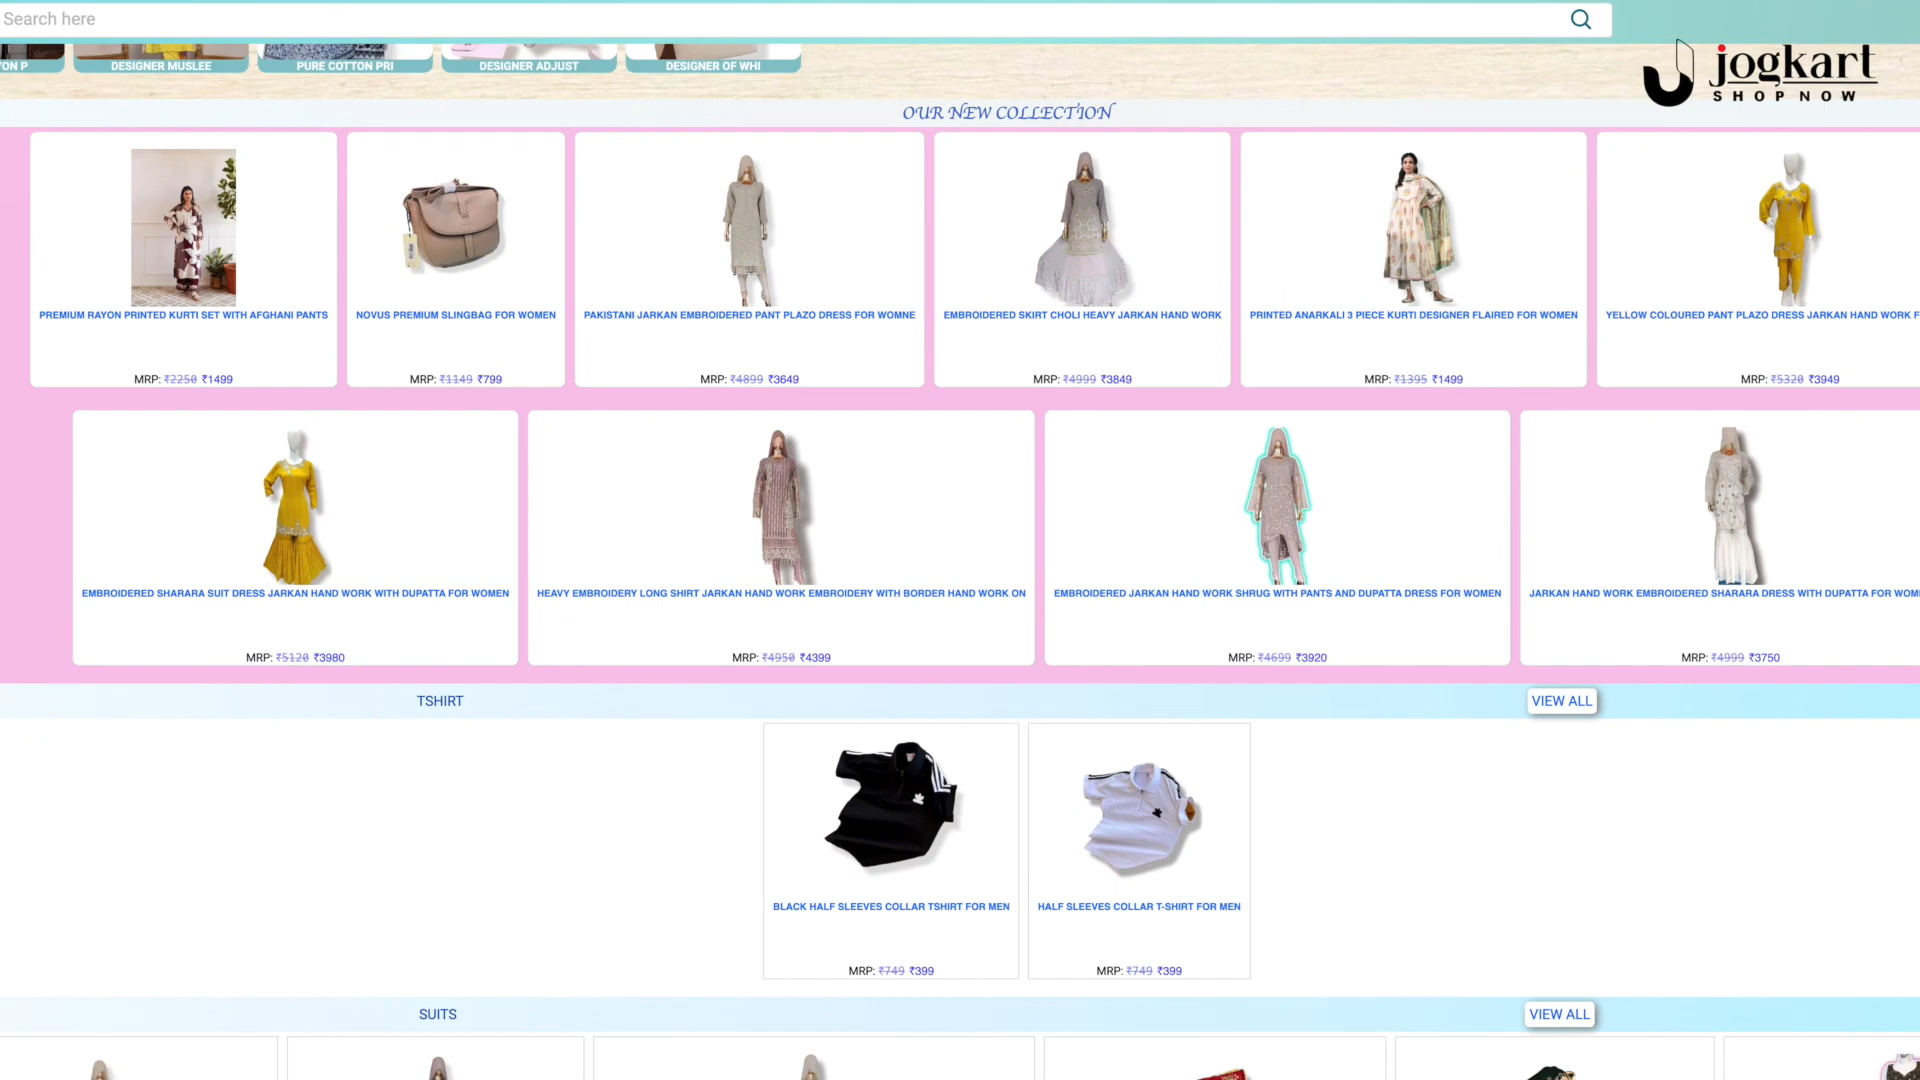 Search here
ON P
DESIGNER MUSLEE
PURE COTTON PRI
DESIGNER ADJUST
DESIGNER OF WHI
jogkart
SHOP NOW
OUR NEW COLLECTION
PREMIUM RAYON PRINTED KURTI SET WITH AFGHANI PANTS
MRP: ₹2250 ₹1499
NOVUS PREMIUM SLINGBAG FOR WOMEN
MRP: ₹1149 ₹799
PAKISTANI JARKAN EMBROIDERED PANT PLAZO DRESS FOR WOMNE
MRP: ₹4899 ₹3649
EMBROIDERED SKIRT CHOLI HEAVY JARKAN HAND WORK
MRP: ₹4999 ₹3849
PRINTED ANARKALI 3 PIECE KURTI DESIGNER FLAIRED FOR WOMEN
MRP: ₹1395 ₹1499
YELLOW COLOURED PANT PLAZO DRESS JARKAN HAND WORK F
MRP: ₹5320 ₹3949
EMBROIDERED SHARARA SUIT DRESS JARKAN HAND WORK WITH DUPATTA FOR WOMEN
MRP: ₹5120 ₹3980
HEAVY EMBROIDERY LONG SHIRT JARKAN HAND WORK EMBROIDERY WITH BORDER HAND WORK ON
MRP: ₹4950 ₹4399
EMBROIDERED JARKAN HAND WORK SHRUG WITH PANTS AND DUPATTA DRESS FOR WOMEN
MRP: ₹4699 ₹3920
JARKAN HAND WORK EMBROIDERED SHARARA DRESS WITH DUPATTA FOR WOM
MRP: ₹4999 ₹3750
TSHIRT
VIEW ALL
BLACK HALF SLEEVES COLLAR TSHIRT FOR MEN
MRP: ₹749 ₹399
HALF SLEEVES COLLAR T-SHIRT FOR MEN
MRP: ₹749 ₹399
SUITS
VIEW ALL